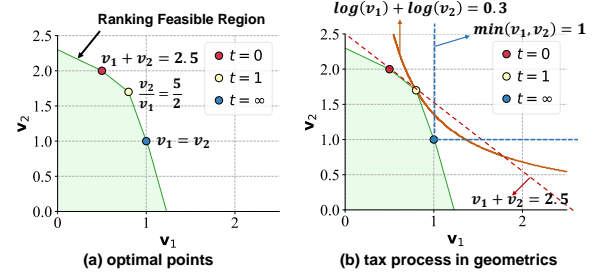 Ranking Feasible Region
v₁ + v₂ = 2.5
v₂/v₁ = 5/2
v₁ = v₂
t = 0
t = 1
t = ∞
2.5
2.0
1.5
1.0
0.5
0.0
v₂
0
1
2
v₁
(a) optimal points
log(v₁) + log(v₂) = 0.3
min(v₁, v₂) = 1
t = 0
t = 1
t = ∞
v₁ + v₂ = 2.5
2.5
2.0
1.5
1.0
0.5
0.0
v₂
0
1
2
v₁
(b) tax process in geometrics